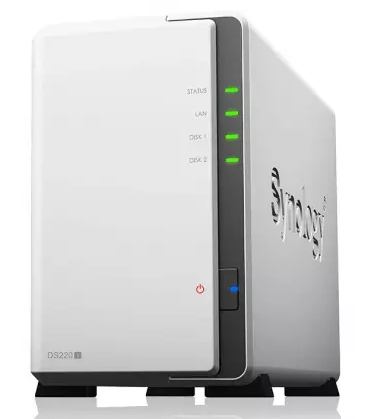 STATUS
LAN
DISK 1
DISK 2
Synology
DS220 j